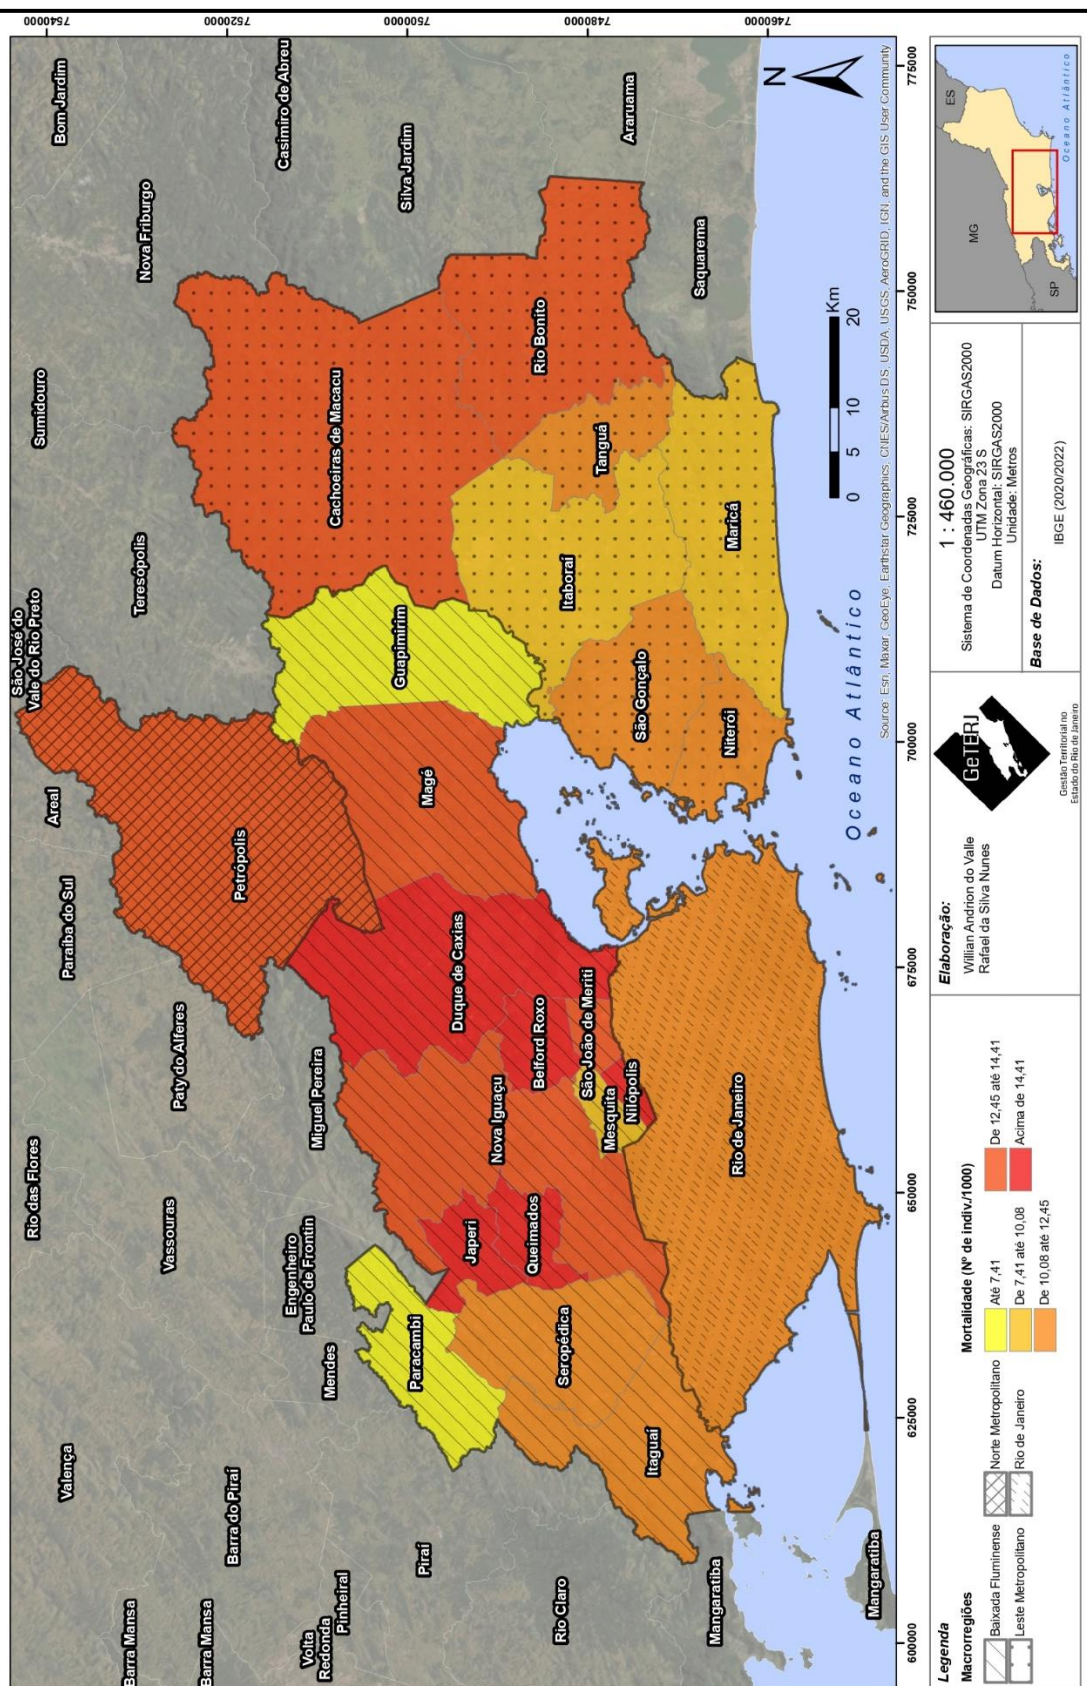 7540000
7520000
7500000
7480000
7460000
Barra Mansa
Barra Mansa
Volta
Redonda
Pinheiral
Barra do Piraí
Valença
Piraí
Rio Claro
Mangaratiba
Mangaratiba
Mendes
Engenheiro
Paulo de Frontin
Vassouras
Rio das Flores
Miguel Pereira
Paty do Alferes
Paraíba do Sul
Areal
São José do
Vale do Rio Preto
Teresópolis
Sumidouro
Nova Friburgo
Bom Jardim
Casimiro de Abreu
Silva Jardim
Araruama
Saquarema
Petrópolis
Paracambi
Japeri
Queimados
Seropédica
Itaguaí
Nova Iguaçu
Duque de Caxias
Belford Roxo
São João de Meriti
Mesquita
Nilópolis
Rio de Janeiro
Magé
Guapimirim
Cachoeiras de Macacu
Rio Bonito
Tanguá
Itaboraí
São Gonçalo
Niterói
Maricá
Oceano Atlântico
N
0 5 10 20
Km
Source: Esri, Maxar, GeoEye, Earthstar Geographics, CNES/Airbus DS, USDA, USGS, AeroGRID, IGN, and the GIS User Community
600000
625000
650000
675000
700000
725000
750000
775000
Legenda
Macrorregiões
Baixada Fluminense
Leste Metropolitano
Norte Metropolitano
Rio de Janeiro
Mortalidade (Nº de indiv./1000)
Até 7,41
De 7,41 até 10,08
De 10,08 até 12,45
De 12,45 até 14,41
Acima de 14,41
Elaboração:
Willian Andrion do Valle
Rafael da Silva Nunes
GeTERJ
Gestão Territorial no
Estado do Rio de Janeiro
1 : 460.000
Sistema de Coordenadas Geográficas: SIRGAS2000
UTM Zona 23 S
Datum Horizontal: SIRGAS2000
Unidade: Metros
Base de Dados:
IBGE (2020/2022)
MG
ES
SP
Oceano Atlântico